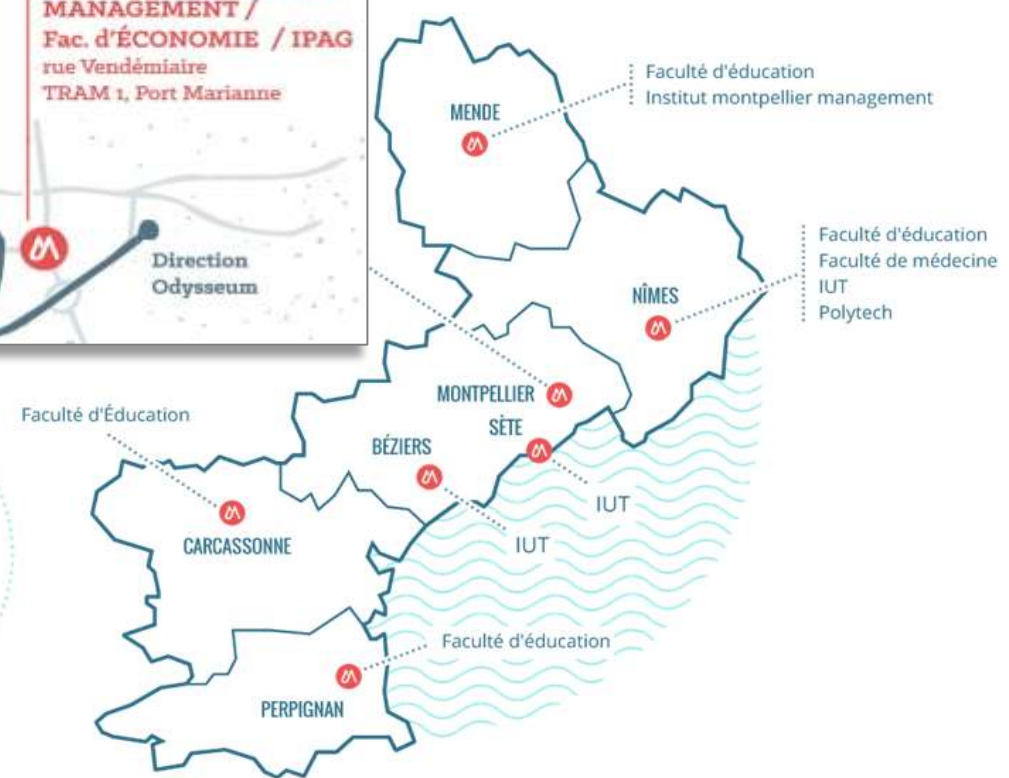 MANAGEMENT /
Fac. d'ÉCONOMIE / IPAG
rue Vendémiaire
TRAM 1, Port Marianne
Direction
Odysseum
MENDE
Faculté d'éducation
Institut montpellier management
NÎMES
Faculté d'éducation
Faculté de médecine
IUT
Polytech
MONTPELLIER
SÈTE
IUT
BÉZIERS
IUT
Faculté d'Éducation
CARCASSONNE
Faculté d'éducation
PERPIGNAN